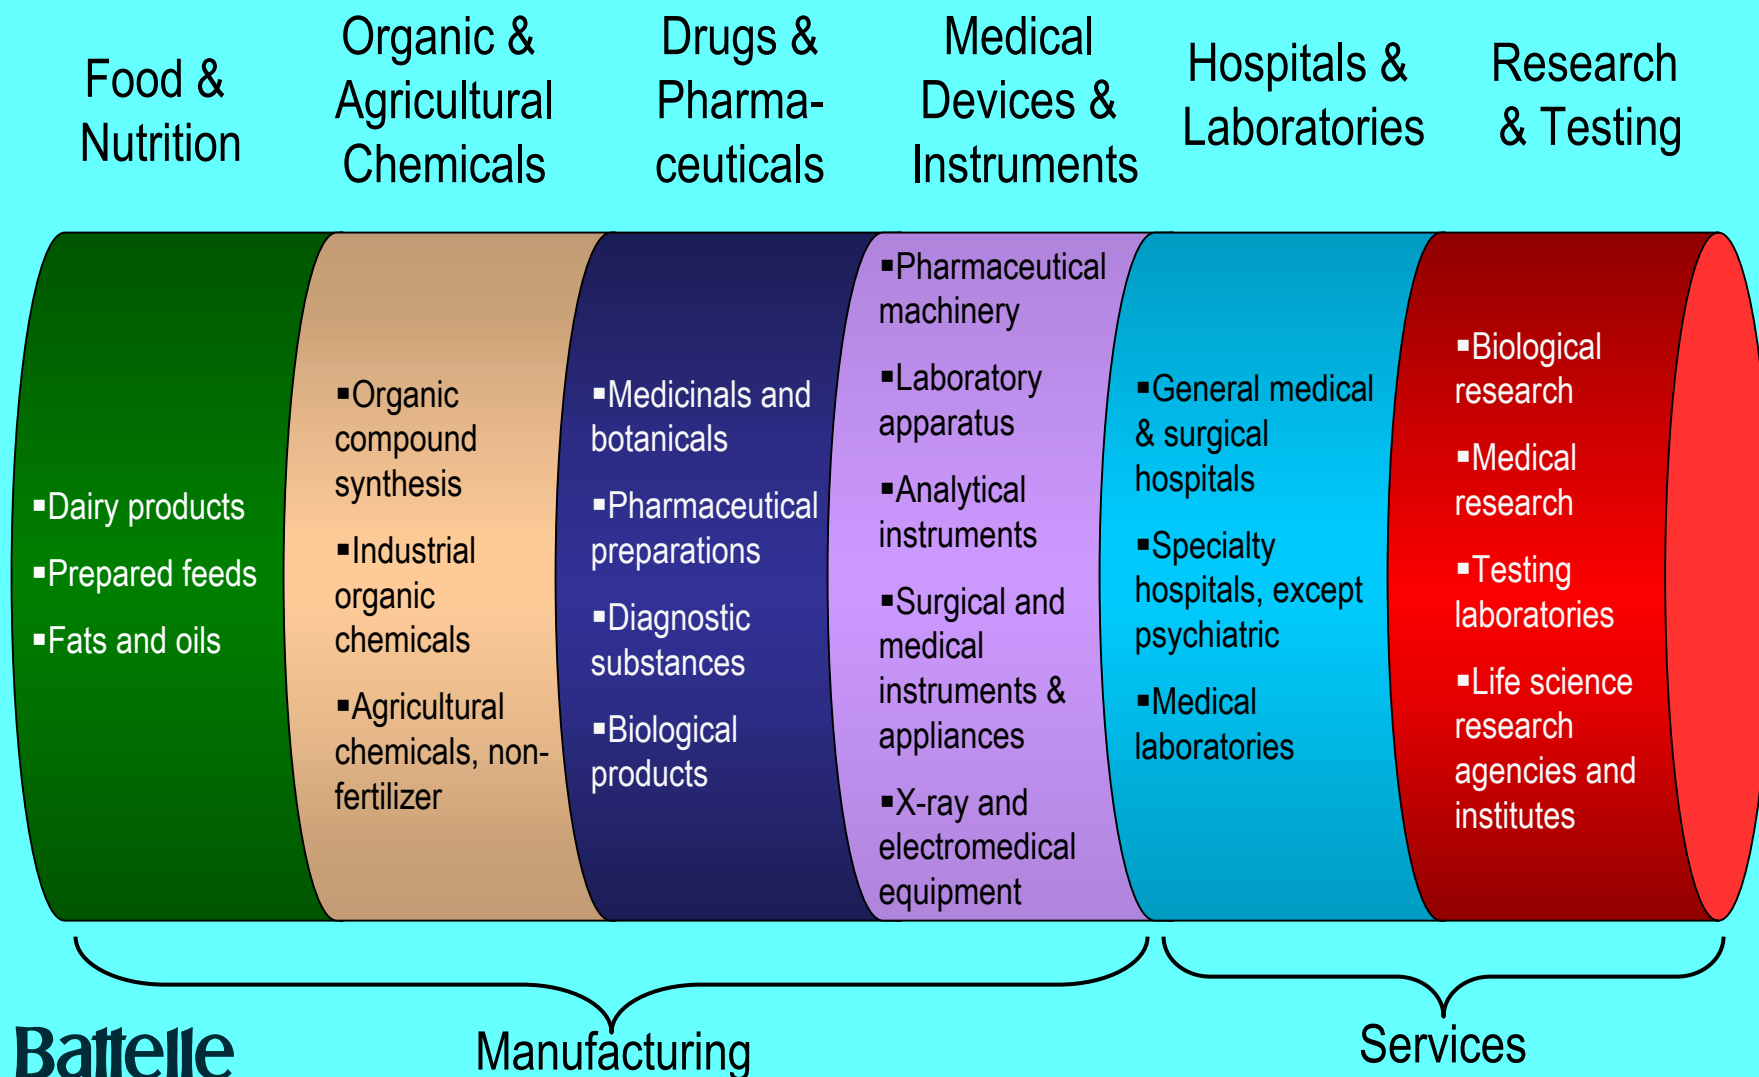 Food &
Nutrition
Organic &
Agricultural
Chemicals
Drugs &
Pharma-
ceuticals
Medical
Devices &
Instruments
Hospitals &
Laboratories
Research
& Testing
▪Dairy products
▪Prepared feeds
▪Fats and oils
▪Organic
compound
synthesis
▪Industrial
organic
chemicals
▪Agricultural
chemicals, non-
fertilizer
▪Medicinals and
botanicals
▪Pharmaceutical
preparations
▪Diagnostic
substances
▪Biological
products
▪Pharmaceutical
machinery
▪Laboratory
apparatus
▪Analytical
instruments
▪Surgical and
medical
instruments &
appliances
▪X-ray and
electromedical
equipment
▪General medical
& surgical
hospitals
▪Specialty
hospitals, except
psychiatric
▪Medical
laboratories
▪Biological
research
▪Medical
research
▪Testing
laboratories
▪Life science
research
agencies and
institutes
Manufacturing
Services
Battelle